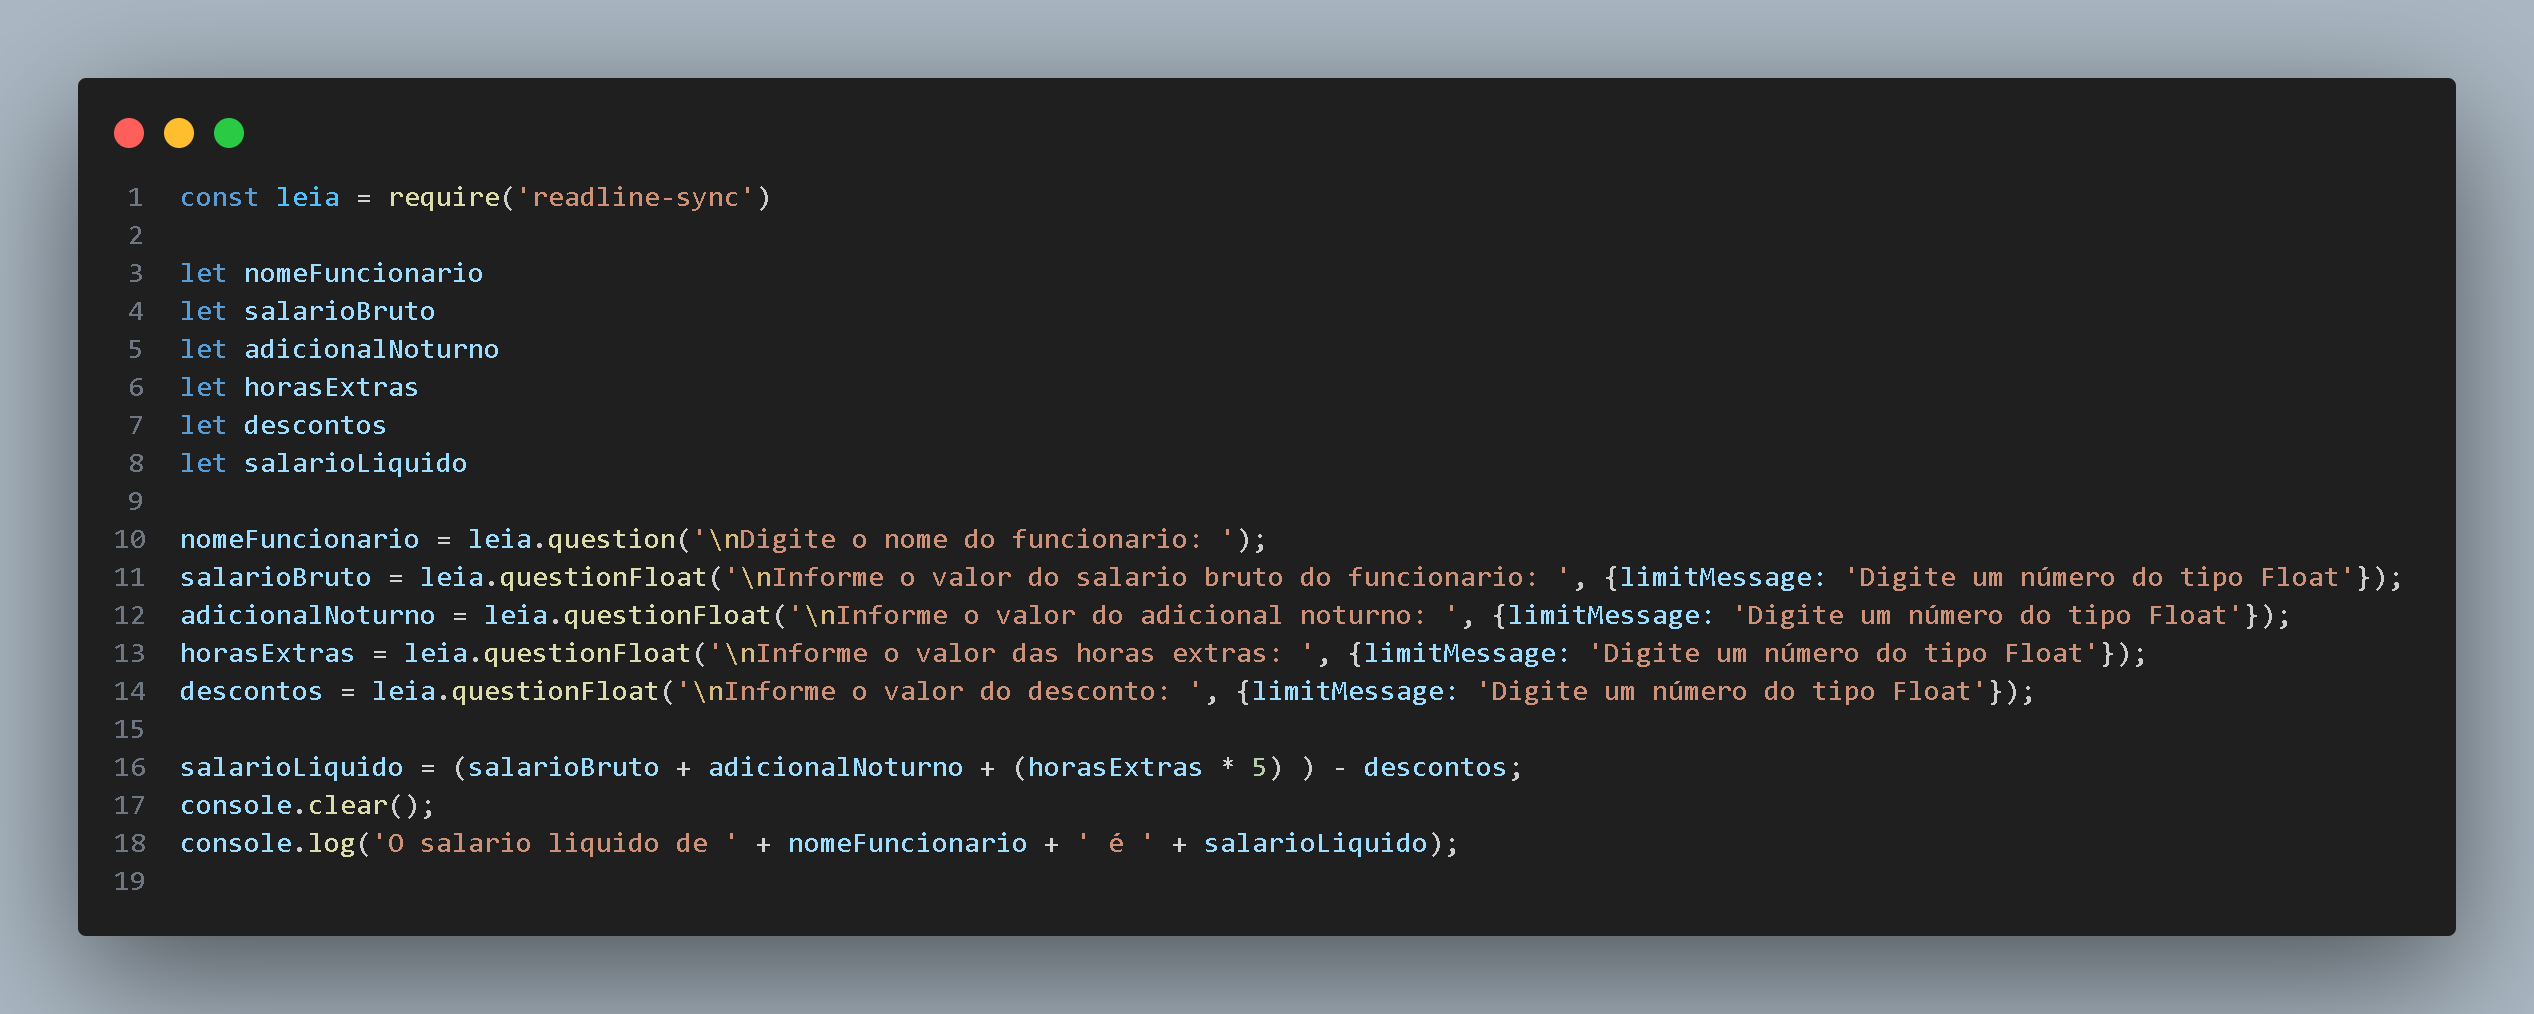 1 const leia = require('readline-sync')
2
3 let nomeFuncionario
4 let salarioBruto
5 let adicionalNoturno
6 let horasExtras
7 let descontos
8 let salarioLiquido
9
10 nomeFuncionario = leia.question('\nDigite o nome do funcionario: ');
11 salarioBruto = leia.questionFloat('\nInforme o valor do salario bruto do funcionario: ', {limitMessage: 'Digite um número do tipo Float'});
12 adicionalNoturno = leia.questionFloat('\nInforme o valor do adicional noturno: ', {limitMessage: 'Digite um número do tipo Float'});
13 horasExtras = leia.questionFloat('\nInforme o valor das horas extras: ', {limitMessage: 'Digite um número do tipo Float'});
14 descontos = leia.questionFloat('\nInforme o valor do desconto: ', {limitMessage: 'Digite um número do tipo Float'});
15
16 salarioLiquido = (salarioBruto + adicionalNoturno + (horasExtras * 5) ) - descontos;
17 console.clear();
18 console.log('O salario liquido de ' + nomeFuncionario + ' é ' + salarioLiquido);
19